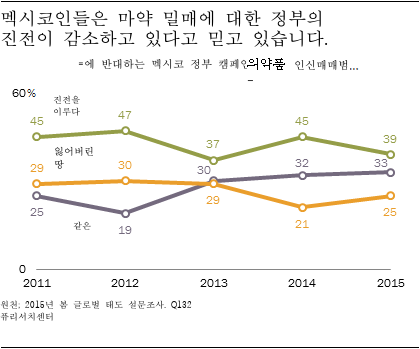 멕시코인들은 마약 밀매에 대한 정부의
진전이 감소하고 있다고 믿고 있습니다.
=에 반대하는 멕시코 정부 캠페인 의약품 인신매매범...
60%
진전을
이루다
45 47 37 45 39
잃어버린
땅
29 30 29 21 25
같은
25 19 30 32 33
0
2011 2012 2013 2014 2015
원천: 2015년 봄 글로벌 태도 설문조사. Q132
퓨리서치센터